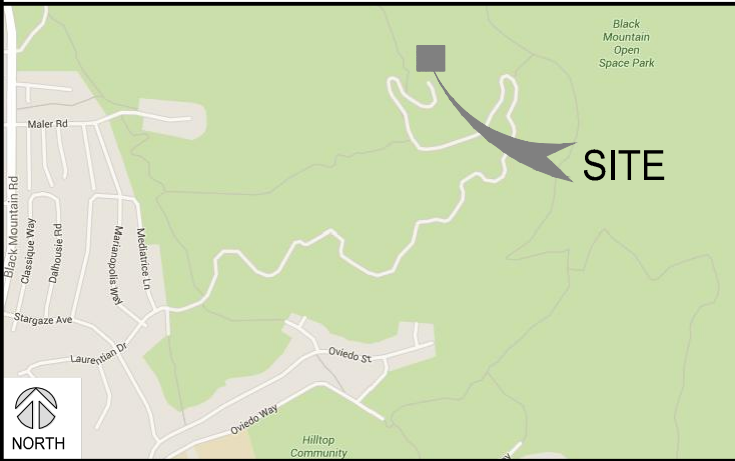 Black
Mountain
Open
Space Park
Maler Rd
SITE
Black Mountain Rd
Classique Way
Dalhousie Rd
Marianopolis Way
Mediatrice Ln
Stargaze Ave
Laurentian Dr
Oviedo St
Oviedo Way
NORTH
Hilltop
Community